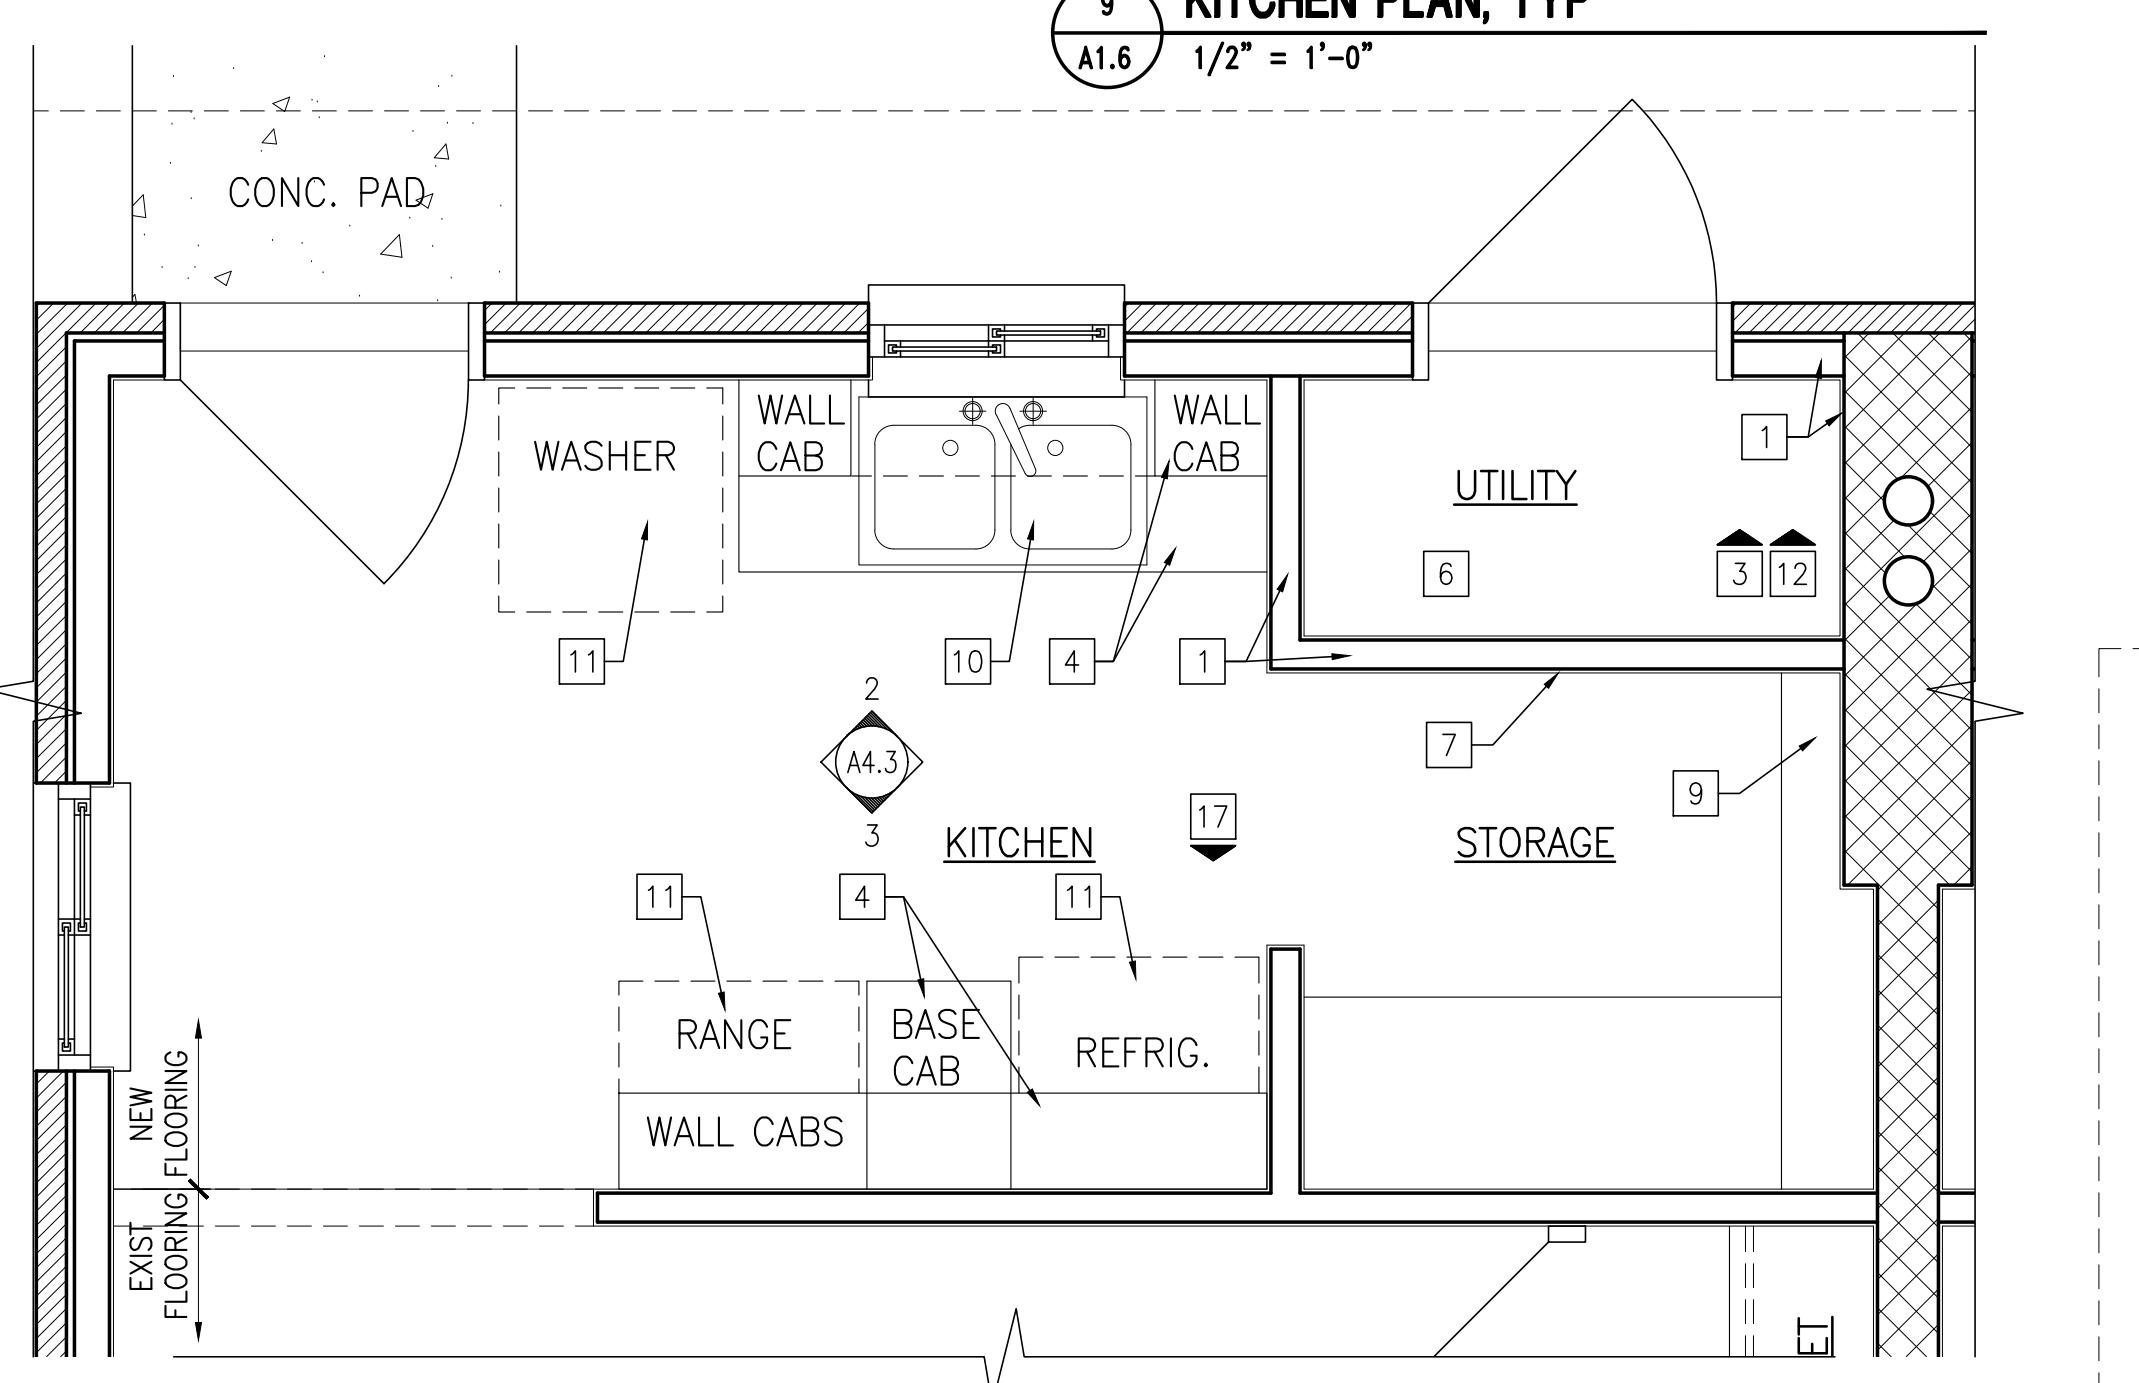 9
KITCHEN PLAN, TYP
A1.6
1/2" = 1'-0"
CONC. PAD
WASHER
WALL
CAB
WALL
CAB
1
UTILITY
6
3
12
11
10
4
1
2
A4.3
3
7
9
17
KITCHEN
STORAGE
11
4
11
RANGE
BASE
CAB
REFRIG.
WALL CABS
NEW
FLOORING
EXIST
FLOORING
ET